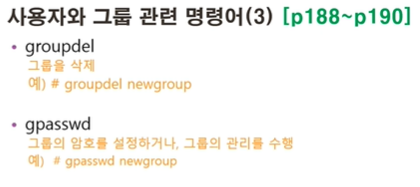 사용자와 그룹 관련 명령어(3) [p188~p190]
• groupdel
그룹을 삭제
예) # groupdel newgroup
• gpasswd
그룹의 암호를 설정하거나, 그룹의 관리를 수행
예) # gpasswd newgroup